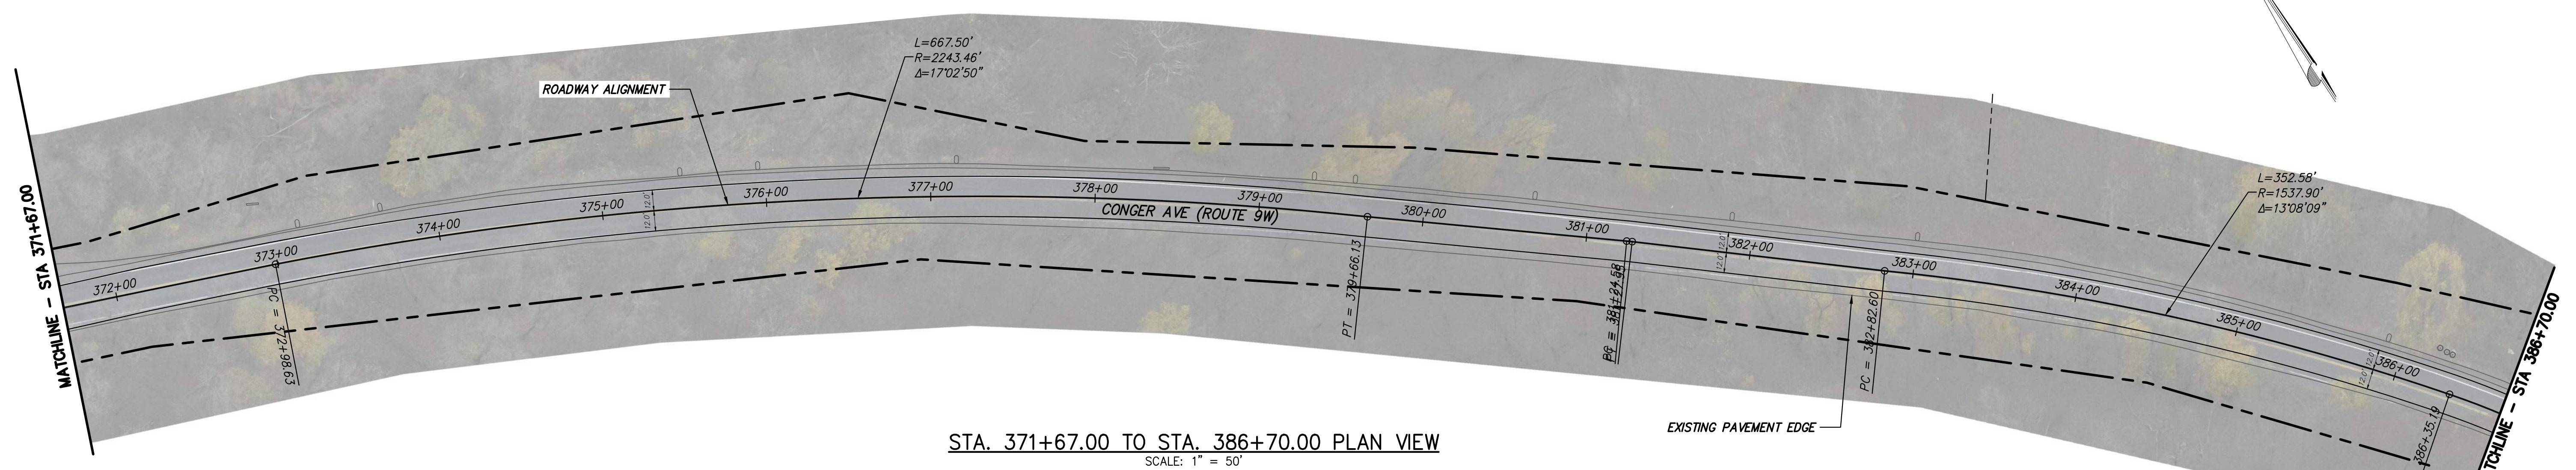 L=667.50'
R=2243.46'
Δ=17°02'50"
ROADWAY ALIGNMENT
MATCHLINE - STA 371+67.00
372+00
373+00
374+00
375+00
376+00
377+00
378+00
379+00
380+00
381+00
382+00
383+00
384+00
385+00
386+00
12.0'
12.0'
12.0'
12.0'
12.0'
12.0'
CONGER AVE (ROUTE 9W)
PC = 372+98.63
PT = 379+66.13
PC = 382+82.60
386+35.19
L=352.58'
R=1537.90'
Δ=13°08'09"
EXISTING PAVEMENT EDGE
TCHLINE - STA 386+70.00
STA. 371+67.00 TO STA. 386+70.00 PLAN VIEW
SCALE: 1" = 50'